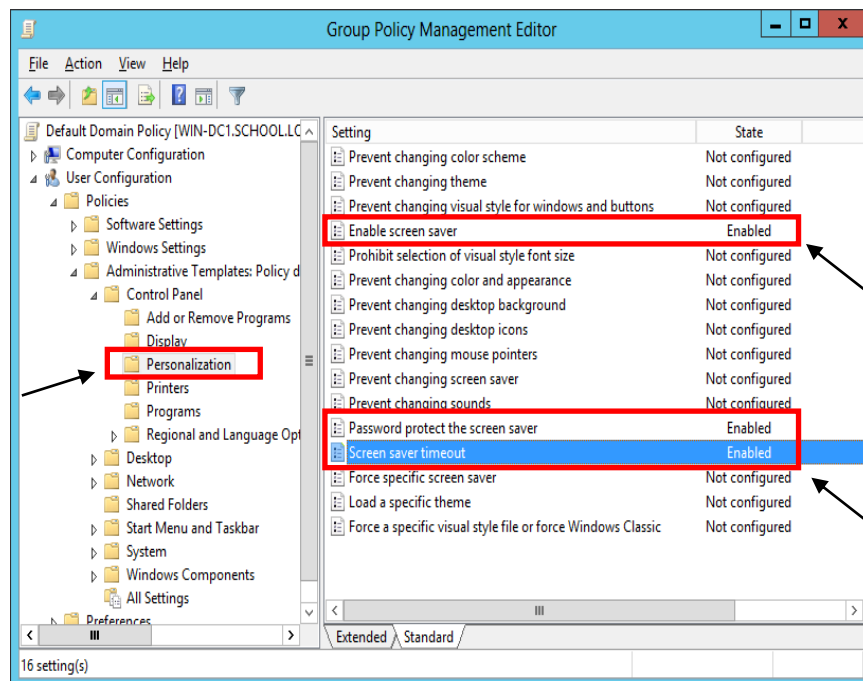 Group Policy Management Editor
File Action View Help
Default Domain Policy [WIN-DC1.SCHOOL.LC
Computer Configuration
User Configuration
Policies
Software Settings
Windows Settings
Administrative Templates: Policy d
Control Panel
Add or Remove Programs
Display
Personalization
Printers
Programs
Regional and Language Opt
Desktop
Network
Shared Folders
Start Menu and Taskbar
System
Windows Components
All Settings
Preferences
Setting State
Prevent changing color scheme Not configured
Prevent changing theme Not configured
Prevent changing visual style for windows and buttons Not configured
Enable screen saver Enabled
Prohibit selection of visual style font size Not configured
Prevent changing color and appearance Not configured
Prevent changing desktop background Not configured
Prevent changing desktop icons Not configured
Prevent changing mouse pointers Not configured
Prevent changing screen saver Not configured
Prevent changing sounds Not configured
Password protect the screen saver Enabled
Screen saver timeout Enabled
Force specific screen saver Not configured
Load a specific theme Not configured
Force a specific visual style file or force Windows Classic Not configured
Extended Standard
16 setting(s)